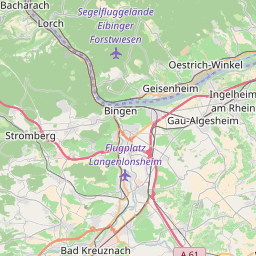 Bacharach
Segelfluggelände
Eibinger
Forstwiesen
Lorch
Oestrich-Winkel
Geisenheim
Bingen
Ingelheim
am Rhein
Gau-Algesheim
Stromberg
Flugplatz
Langenlonsheim
Bad Kreuznach
A 61